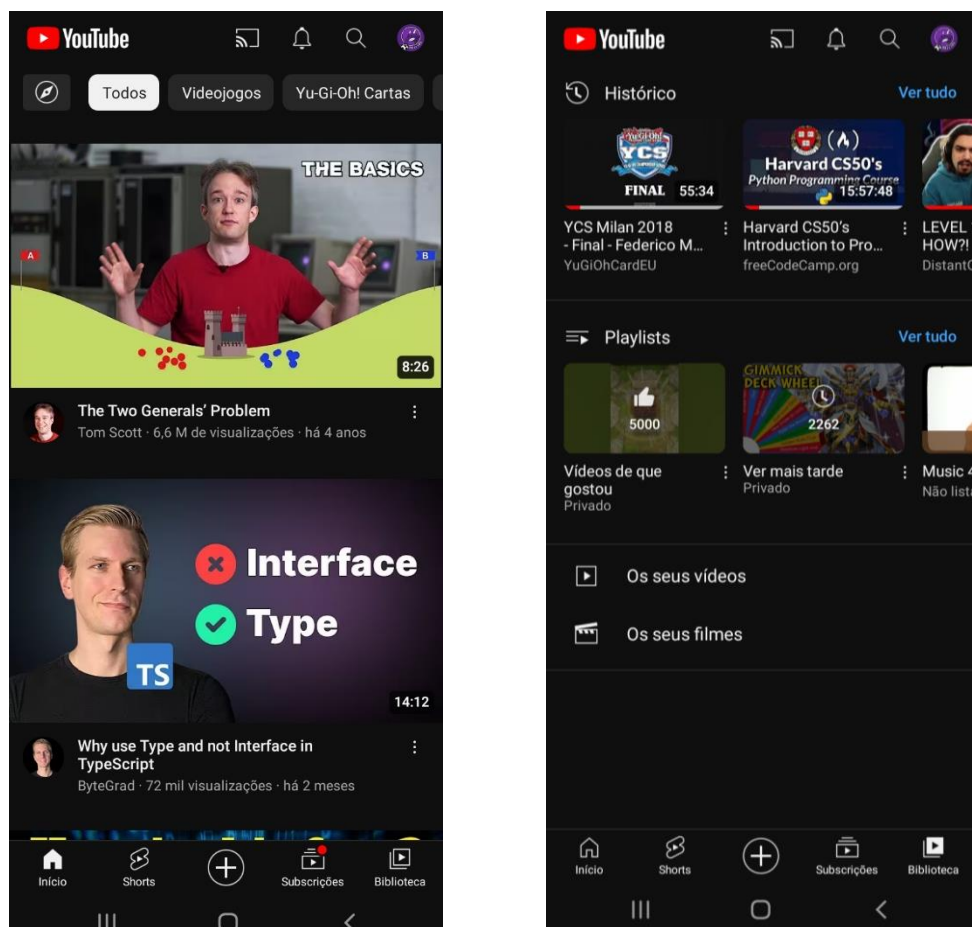 YouTube
Todos
Videojogos
Yu-Gi-Oh! Cartas
THE BASICS
A
B
8:26
The Two Generals' Problem
Tom Scott · 6,6 M de visualizações · há 4 anos
Interface
Type
TS
14:12
Why use Type and not Interface in
TypeScript
ByteGrad · 72 mil visualizações · há 2 meses
Início
Shorts
Subscrições
Biblioteca
YouTube
Histórico
Ver tudo
Yu-Gi-Oh!
YCS
FINAL
55:34
YCS Milan 2018
- Final - Federico M...
YuGiOhCardEU
Harvard CS50's
Python Programming Course
15:57:48
Harvard CS50's
Introduction to Pro...
freeCodeCamp.org
LEVEL
HOW?!
Playlists
Ver tudo
5000
Vídeos de que
gostou
Privado
GIMMICK
DECK WHEEL
2262
Ver mais tarde
Privado
Music
Não
Os seus vídeos
Os seus filmes
Início
Shorts
Subscrições
Biblioteca